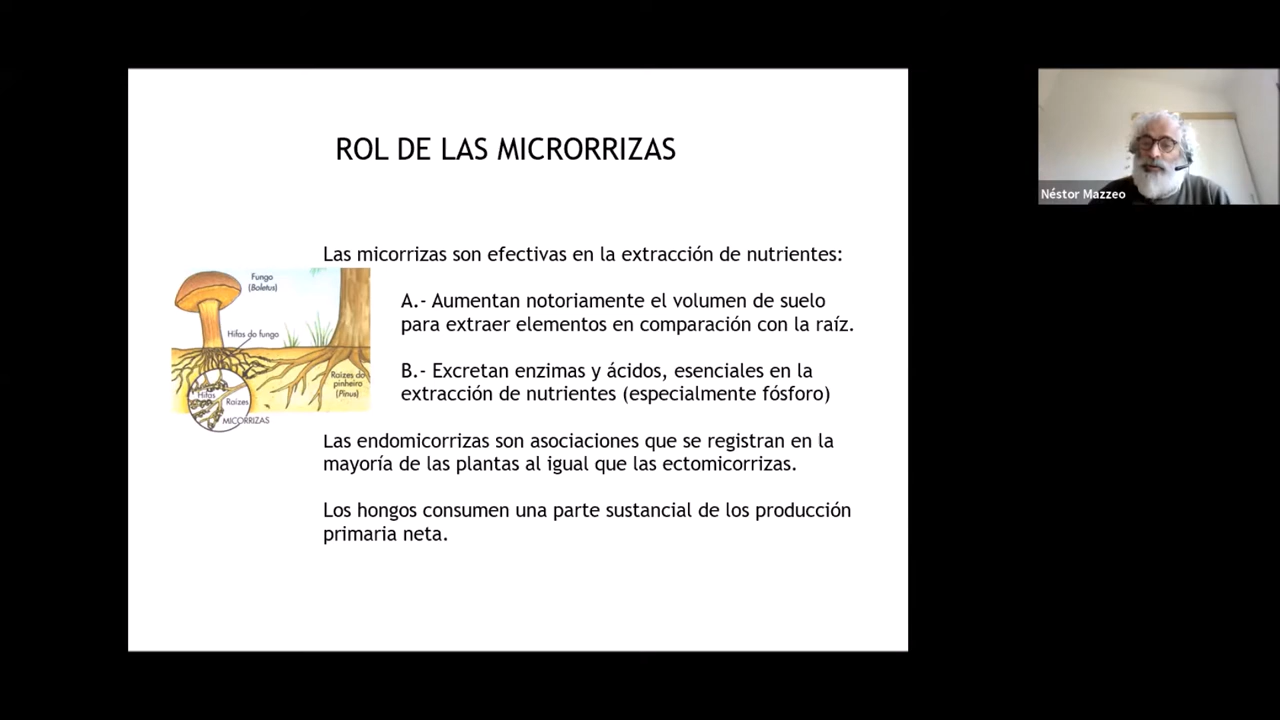 ROL DE LAS MICRORRIZAS
Néstor Mazzeo
Las micorrizas son efectivas en la extracción de nutrientes:
A.- Aumentan notoriamente el volumen de suelo
para extraer elementos en comparación con la raíz.
B.- Excretan enzimas y ácidos, esenciales en la
extracción de nutrientes (especialmente fósforo)
Las endomicorrizas son asociaciones que se registran en la
mayoría de las plantas al igual que las ectomicorrizas.
Los hongos consumen una parte sustancial de los producción
primaria neta.
Fungo
(Boletus)
Hifas do fungo
Raízes do
pinheiro
(Pinus)
Hifas
Raízes
MICORRIZAS